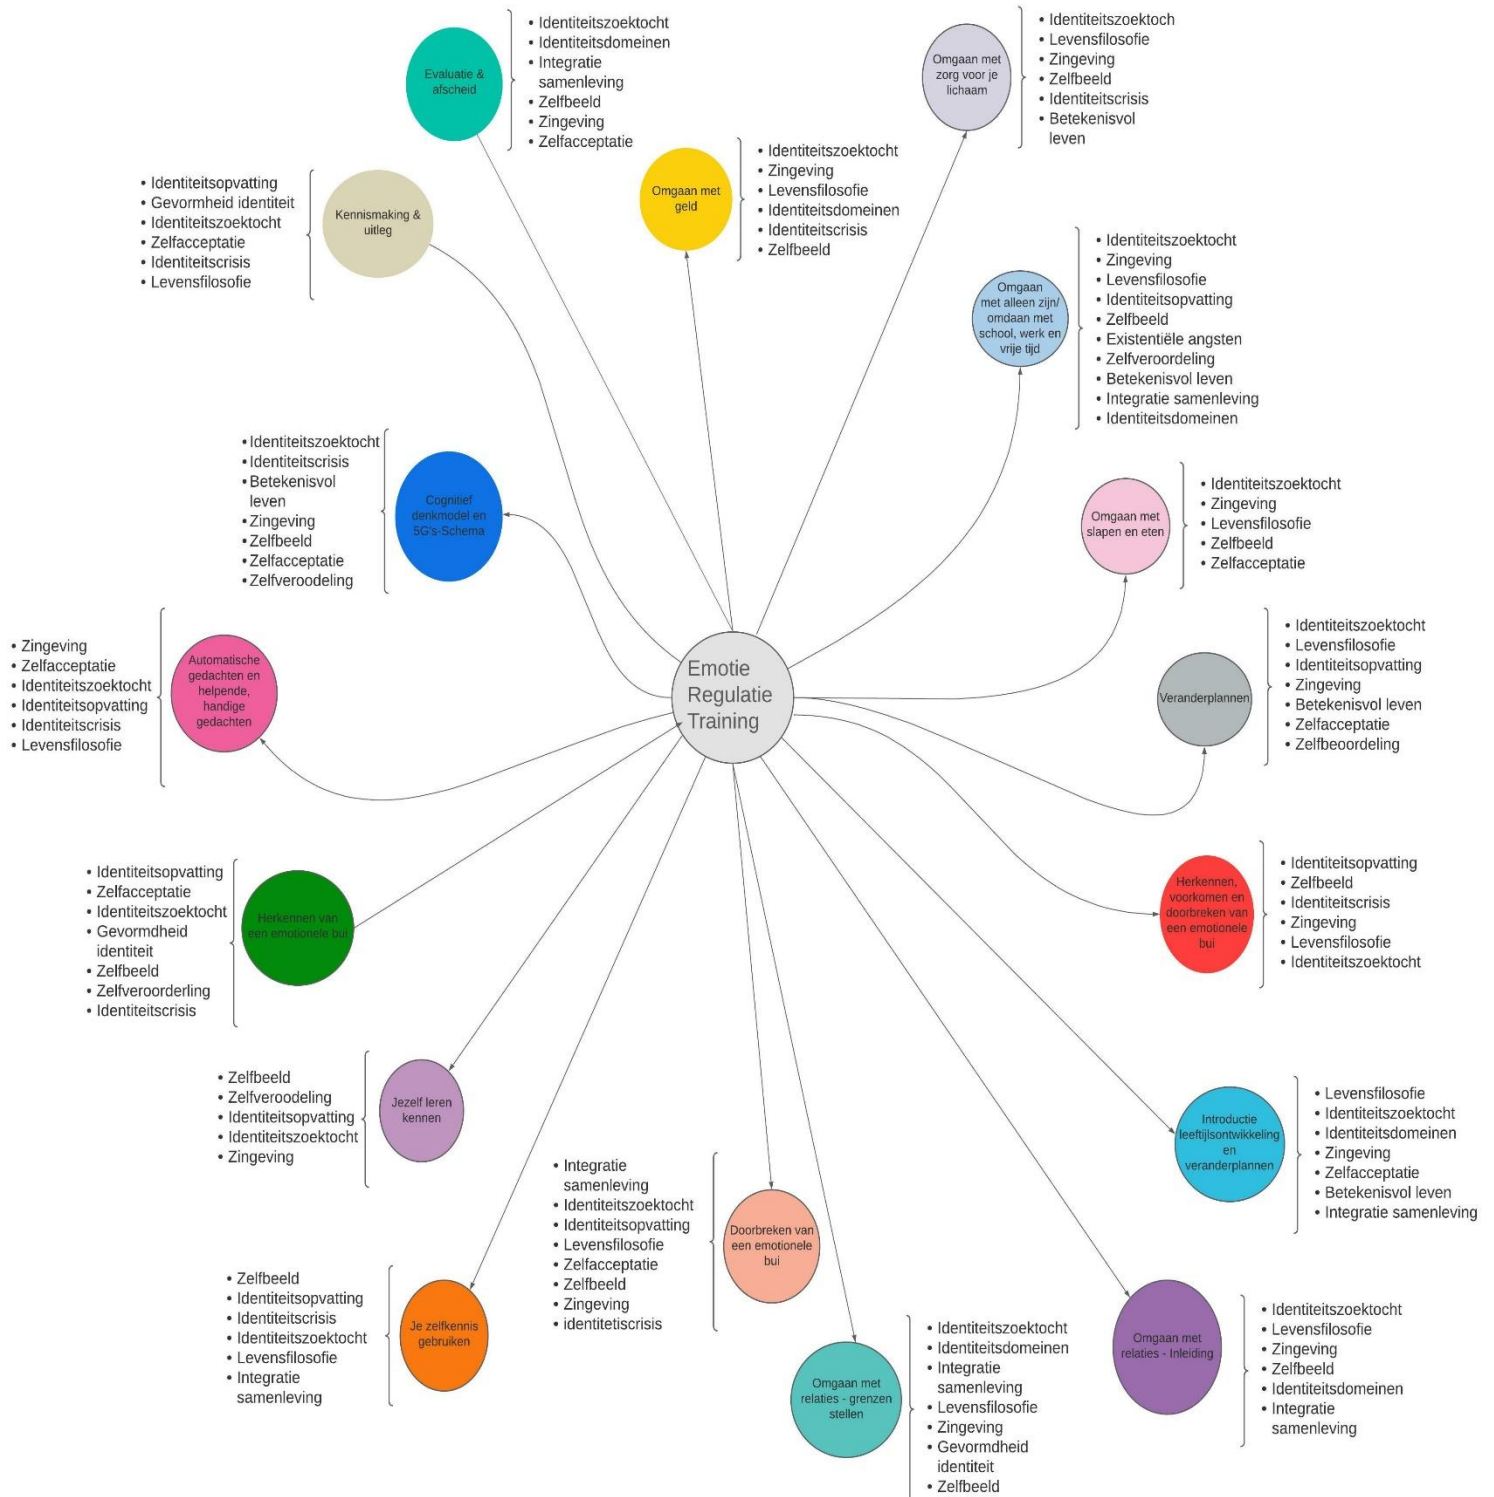 Evaluatie &
afscheid
• Identiteitszoektocht
• Identiteitsdomeinen
• Integratie
samenleving
• Zelfbeeld
• Zingeving
• Zelfacceptatie
Omgaan met
zorg voor je
lichaam
• Identiteitszoektoch
• Levensfilosofie
• Zingeving
• Zelfbeeld
• Identiteitscrisis
• Betekenisvol
leven
• Identiteitsopvatting
• Gevormheid identiteit
• Identiteitszoektocht
• Zelfacceptatie
• Identiteitscrisis
• Levensfilosofie
Kennismaking &
uitleg
Omgaan met
geld
• Identiteitszoektocht
• Zingeving
• Levensfilosofie
• Identiteitsdomeinen
• Identiteitscrisis
• Zelfbeeld
Omgaan
met alleen zijn/
omdaan met
school, werk en
vrije tijd
• Identiteitszoektocht
• Zingeving
• Levensfilosofie
• Identiteitsopvatting
• Zelfbeeld
• Existentiële angsten
• Zelfveroordeling
• Betekenisvol leven
• Integratie samenleving
• Identiteitsdomeinen
• Identiteitszoektocht
• Identiteitscrisis
• Betekenisvol
leven
• Zingeving
• Zelfbeeld
• Zelfacceptatie
• Zelfveroodeling
Cognitief
denkmodel en
5G's-Schema
Omgaan met
slapen en eten
• Identiteitszoektocht
• Zingeving
• Levensfilosofie
• Zelfbeeld
• Zelfacceptatie
• Zingeving
• Zelfacceptatie
• Identiteitszoektocht
• Identiteitsopvatting
• Identiteitscrisis
• Levensfilosofie
Automatische
gedachten en
helpende,
handige
gedachten
Emotie
Regulatie
Training
Veranderplannen
• Identiteitszoektocht
• Levensfilosofie
• Identiteitsopvatting
• Zingeving
• Betekenisvol leven
• Zelfacceptatie
• Zelfbeoordeling
• Identiteitsopvatting
• Zelfacceptatie
• Identiteitszoektocht
• Gevormdheid
identiteit
• Zelfbeeld
• Zelfveroorderling
• Identiteitscrisis
Herkennen van
een emotionele bui
Herkennen,
voorkomen en
doorbreken van
een emotionele
bui
• Identiteitsopvatting
• Zelfbeeld
• Identiteitscrisis
• Zingeving
• Levensfilosofie
• Identiteitszoektocht
• Zelfbeeld
• Zelfveroodeling
• Identiteitsopvatting
• Identiteitszoektocht
• Zingeving
Jezelf leren
kennen
Introductie
leeftijlsontwikkeling
en
veranderplannen
• Levensfilosofie
• Identiteitszoektocht
• Identiteitsdomeinen
• Zingeving
• Zelfacceptatie
• Betekenisvol leven
• Integratie samenleving
• Integratie
samenleving
• Identiteitszoektocht
• Identiteitsopvatting
• Levensfilosofie
• Zelfacceptatie
• Zelfbeeld
• Zingeving
• identitetiscrisis
Doorbreken van
een emotionele
bui
• Zelfbeeld
• Identiteitsopvatting
• Identiteitscrisis
• Identiteitszoektocht
• Levensfilosofie
• Integratie
samenleving
Je zelfkennis
gebruiken
Omgaan met
relaties - grenzen
stellen
• Identiteitszoektocht
• Identiteitsdomeinen
• Integratie
samenleving
• Levensfilosofie
• Zingeving
• Gevormdheid
identiteit
• Zelfbeeld
Omgaan met
relaties - Inleiding
• Identiteitszoektocht
• Levensfilosofie
• Zingeving
• Zelfbeeld
• Identiteitsdomeinen
• Integratie
samenleving